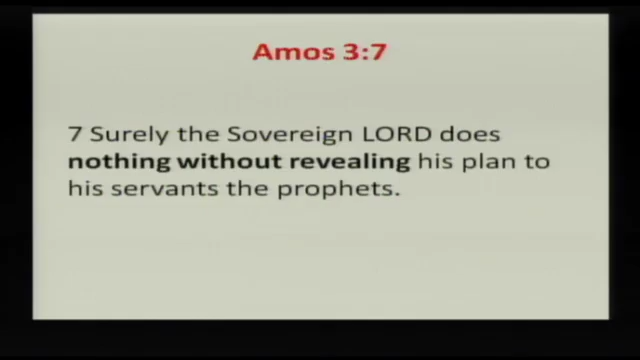 Amos 3:7
7 Surely the Sovereign LORD does
nothing without revealing his plan to
his servants the prophets.